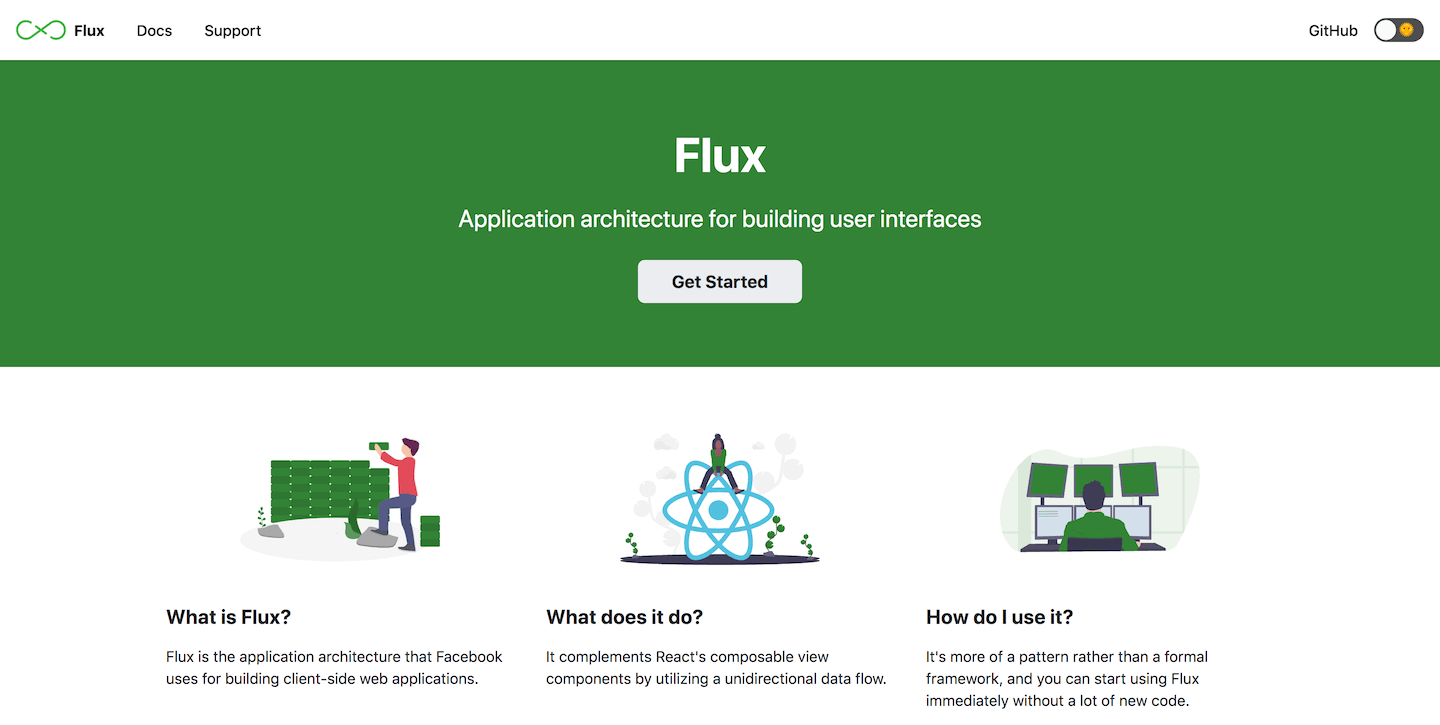 Flux Docs Support GitHub
Flux
Application architecture for building user interfaces
Get Started
What is Flux?
Flux is the application architecture that Facebook
uses for building client-side web applications.
What does it do?
It complements React's composable view
components by utilizing a unidirectional data flow.
How do I use it?
It's more of a pattern rather than a formal
framework, and you can start using Flux
immediately without a lot of new code.